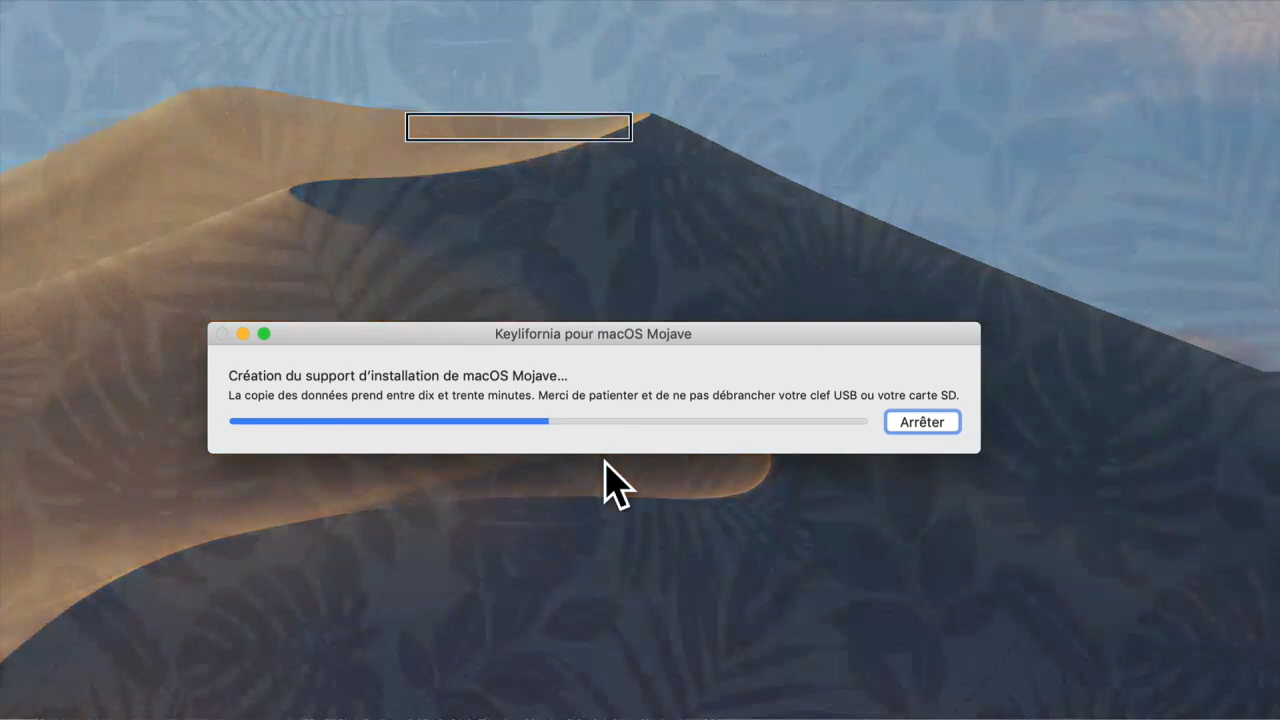 Keylifornia pour macOS Mojave
Création du support d’installation de macOS Mojave...
La copie des données prend entre dix et trente minutes. Merci de patienter et de ne pas débrancher votre clef USB ou votre carte SD.
Arrêter